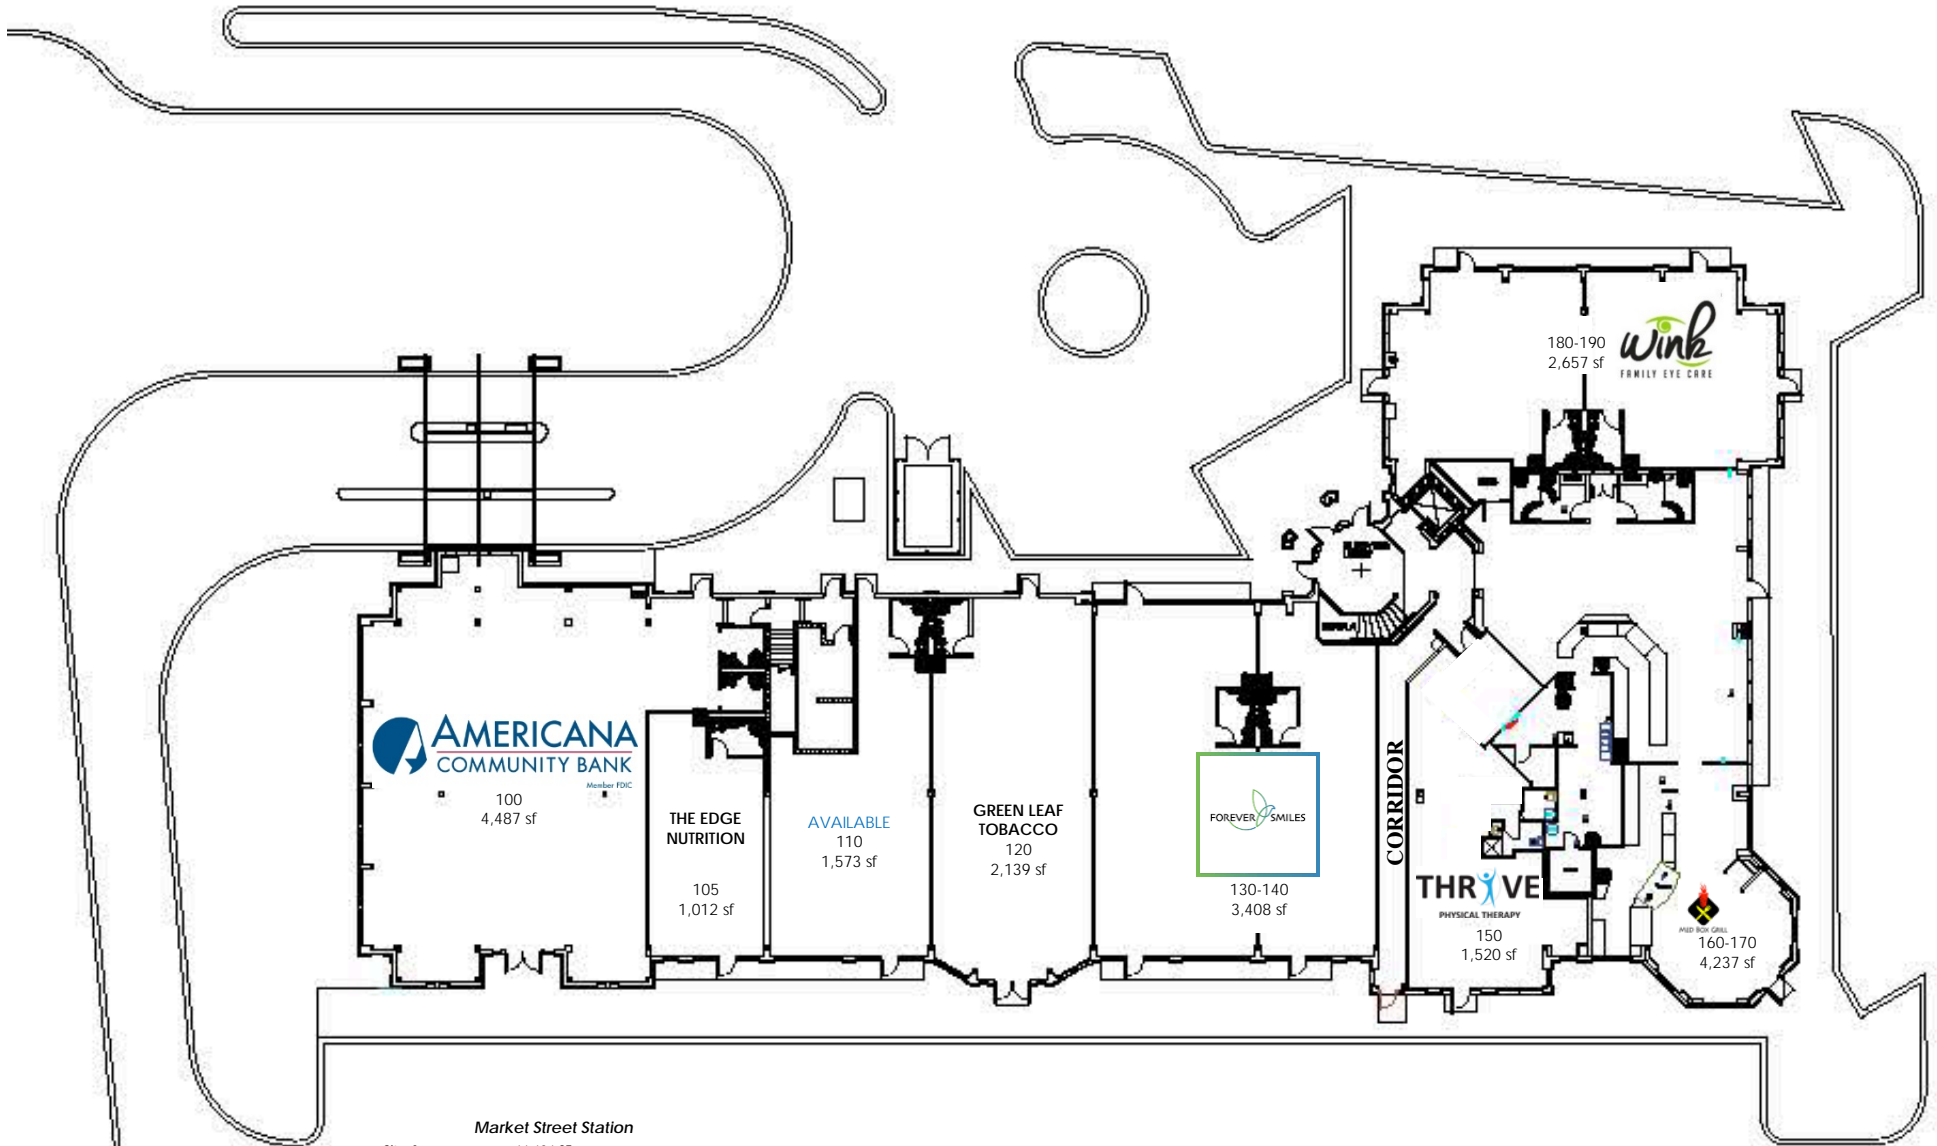 180-190
2,657 sf
wink
FAMILY EYE CARE
AMERICANA
COMMUNITY BANK
Member FDIC
100
4,487 sf
THE EDGE
NUTRITION
105
1,012 sf
AVAILABLE
110
1,573 sf
GREEN LEAF
TOBACCO
120
2,139 sf
FOREVER SMILES
130-140
3,408 sf
CORRIDOR
THRIVE
PHYSICAL THERAPY
150
1,520 sf
MED BOX GRILL
160-170
4,237 sf
Market Street Station